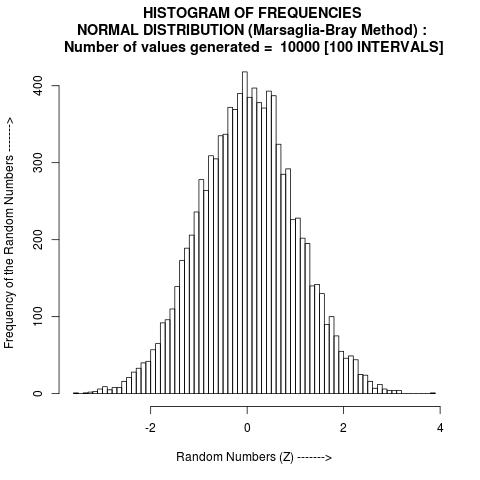 HISTOGRAM OF FREQUENCIES
NORMAL DISTRIBUTION (Marsaglia-Bray Method) :
Number of values generated =  10000 [100 INTERVALS]
Frequency of the Random Numbers ------->
400
300
200
100
0
-2 0 2 4
Random Numbers (Z) ------->